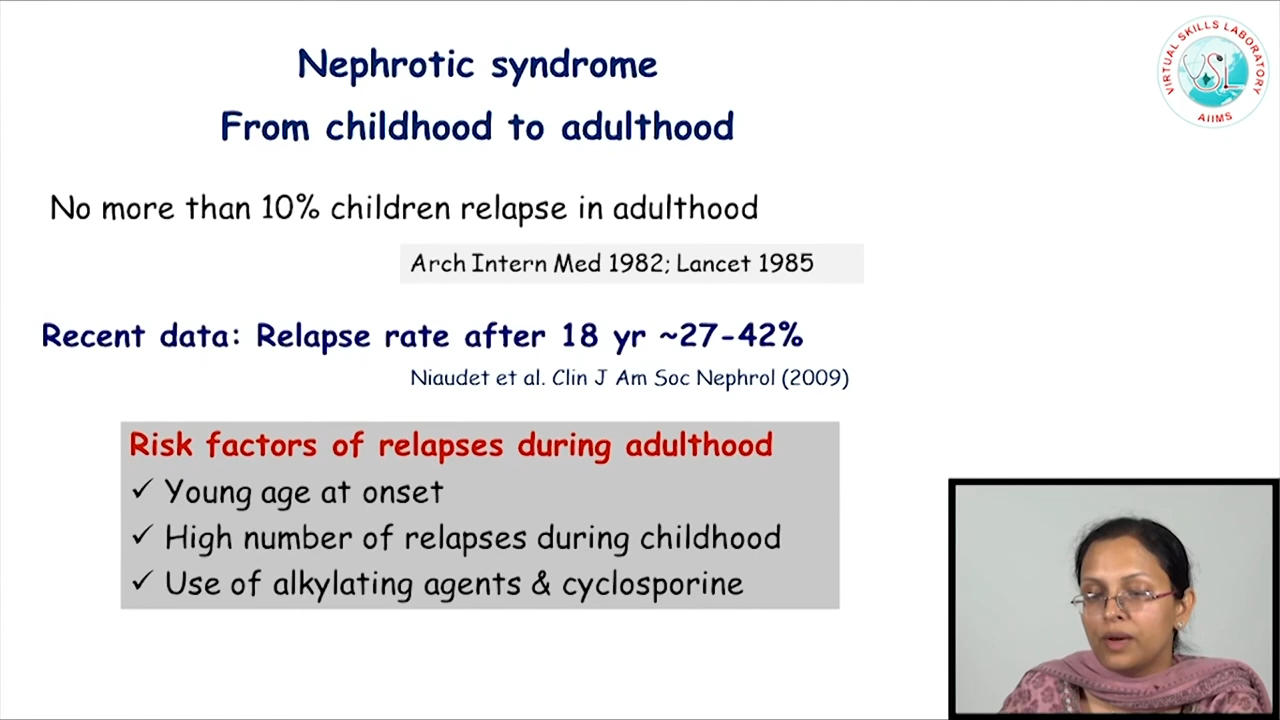 Nephrotic syndrome
From childhood to adulthood
No more than 10% children relapse in adulthood
Arch Intern Med 1982; Lancet 1985
Recent data: Relapse rate after 18 yr ~27-42%
Niaudet et al. Clin J Am Soc Nephrol (2009)
Risk factors of relapses during adulthood
✓ Young age at onset
✓ High number of relapses during childhood
✓ Use of alkylating agents & cyclosporine
VIRTUAL SKILLS LABORATORY
VSL
AIIMS